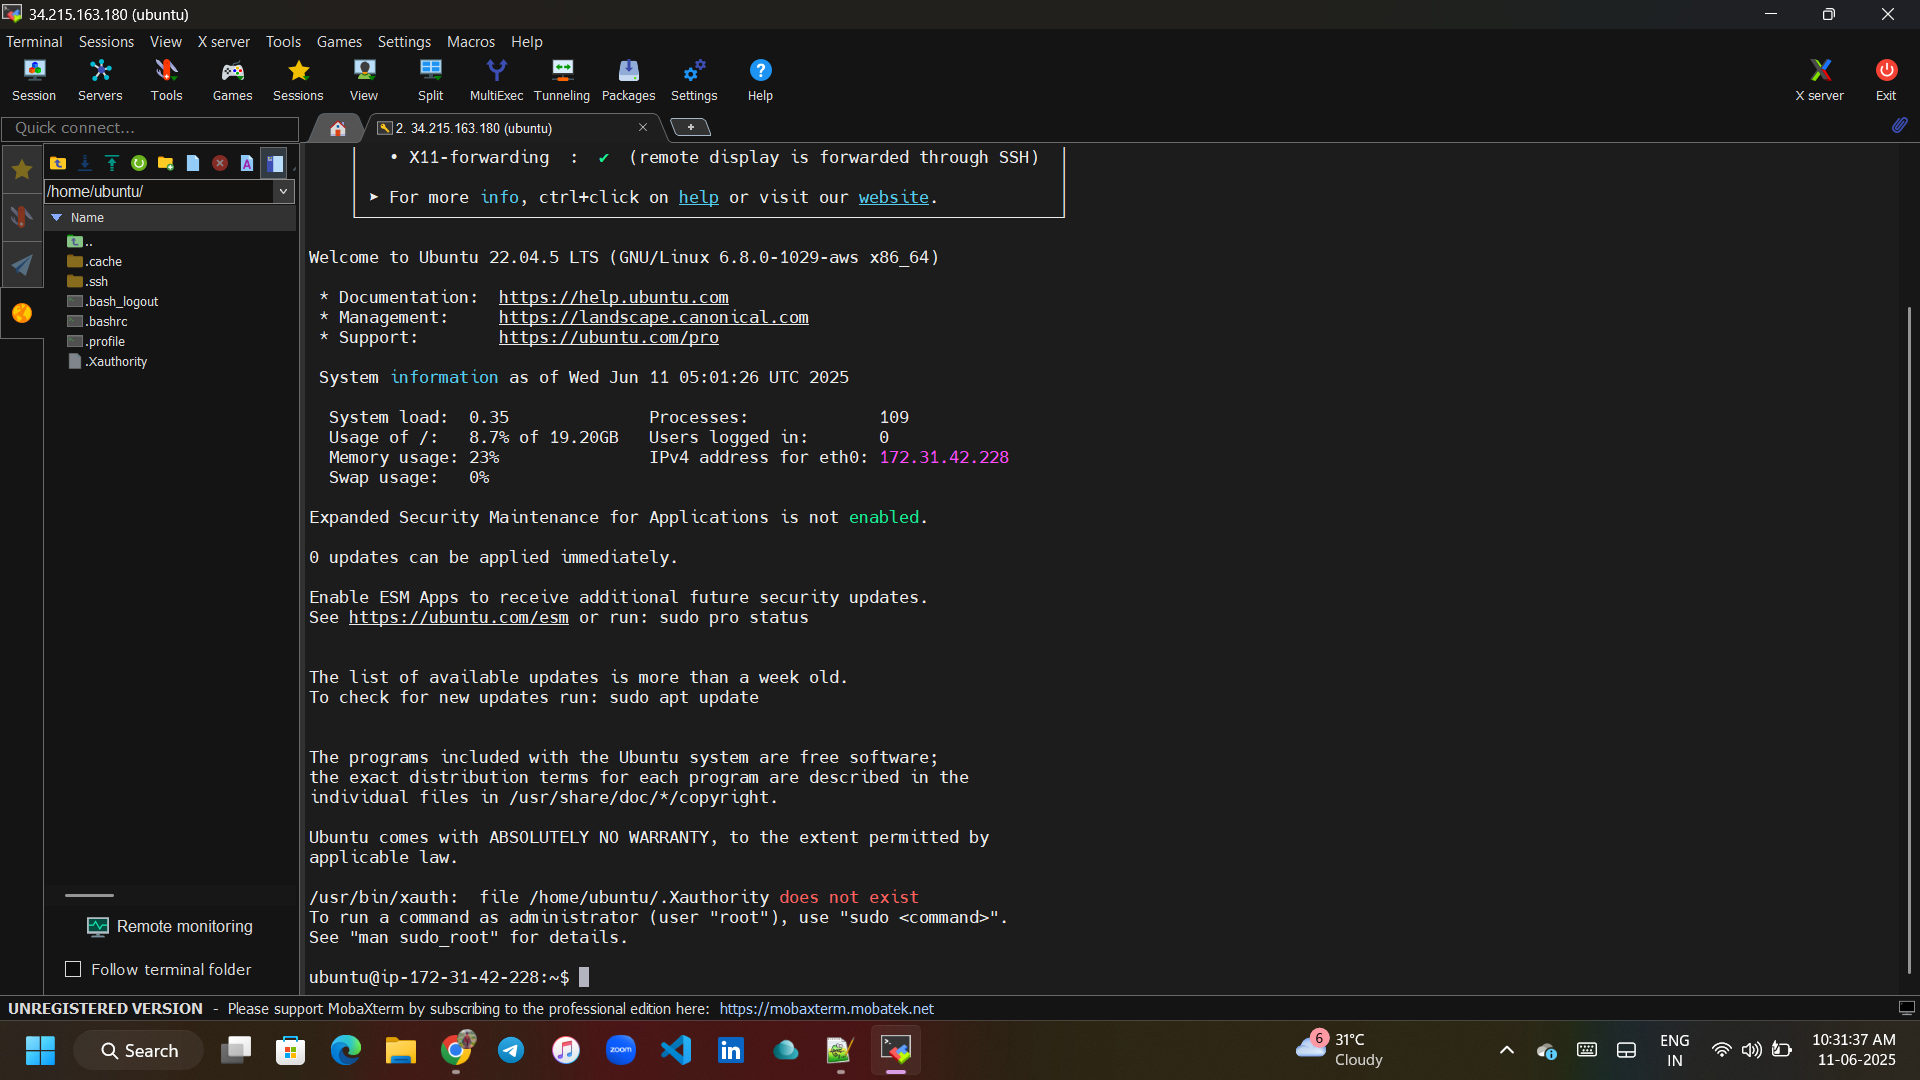 34.215.163.180 (ubuntu)
Terminal Sessions View X server Tools Games Settings Macros Help
Session Servers Tools Games Sessions View Split MultiExec Tunneling Packages Settings Help X server Exit
Quick connect...
2. 34.215.163.180 (ubuntu)
/home/ubuntu/
Name
..
.cache
.ssh
.bash_logout
.bashrc
.profile
.Xauthority
Remote monitoring
Follow terminal folder
• X11-forwarding  :  ✔  (remote display is forwarded through SSH)
➤ For more info, ctrl+click on help or visit our website.
Welcome to Ubuntu 22.04.5 LTS (GNU/Linux 6.8.0-1029-aws x86_64)
* Documentation:  https://help.ubuntu.com
* Management:     https://landscape.canonical.com
* Support:        https://ubuntu.com/pro
System information as of Wed Jun 11 05:01:26 UTC 2025
System load:  0.35              Processes:             109
Usage of /:   8.7% of 19.20GB   Users logged in:       0
Memory usage: 23%               IPv4 address for eth0: 172.31.42.228
Swap usage:   0%
Expanded Security Maintenance for Applications is not enabled.
0 updates can be applied immediately.
Enable ESM Apps to receive additional future security updates.
See https://ubuntu.com/esm or run: sudo pro status
The list of available updates is more than a week old.
To check for new updates run: sudo apt update
The programs included with the Ubuntu system are free software;
the exact distribution terms for each program are described in the
individual files in /usr/share/doc/*/copyright.
Ubuntu comes with ABSOLUTELY NO WARRANTY, to the extent permitted by
applicable law.
/usr/bin/xauth:  file /home/ubuntu/.Xauthority does not exist
To run a command as administrator (user "root"), use "sudo <command>".
See "man sudo_root" for details.
ubuntu@ip-172-31-42-228:~$
UNREGISTERED VERSION - Please support MobaXterm by subscribing to the professional edition here: https://mobaxterm.mobatek.net
Search
zoom
6
31°C
Cloudy
ENG
IN
10:31:37 AM
11-06-2025